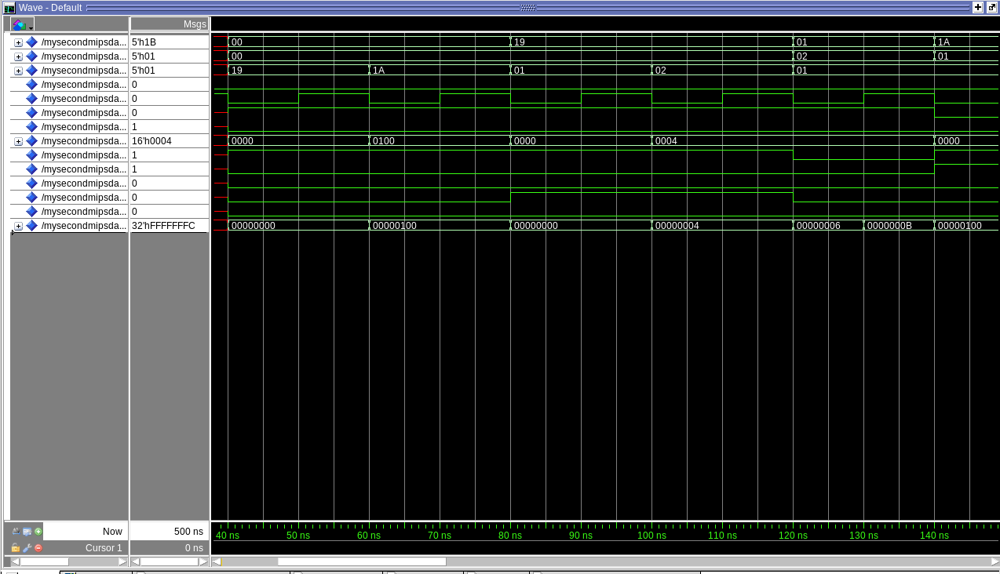 Wave - Default
Msgs
/mysecondmipsda... 5'h1B 00 19 01 1A
/mysecondmipsda... 5'h01 00 02 01
/mysecondmipsda... 5'h01 19 1A 01 02 01
/mysecondmipsda... 0
/mysecondmipsda... 0
/mysecondmipsda... 0
/mysecondmipsda... 1
/mysecondmipsda... 16'h0004 0000 0100 0000 0004 0000
/mysecondmipsda... 1
/mysecondmipsda... 1
/mysecondmipsda... 0
/mysecondmipsda... 0
/mysecondmipsda... 0
/mysecondmipsda... 32'hFFFFFFFC 00000000 00000100 00000000 00000004 00000006 0000000B 00000100
Now 500 ns 40 ns 50 ns 60 ns 70 ns 80 ns 90 ns 100 ns 110 ns 120 ns 130 ns 140 ns
Cursor 1 0 ns